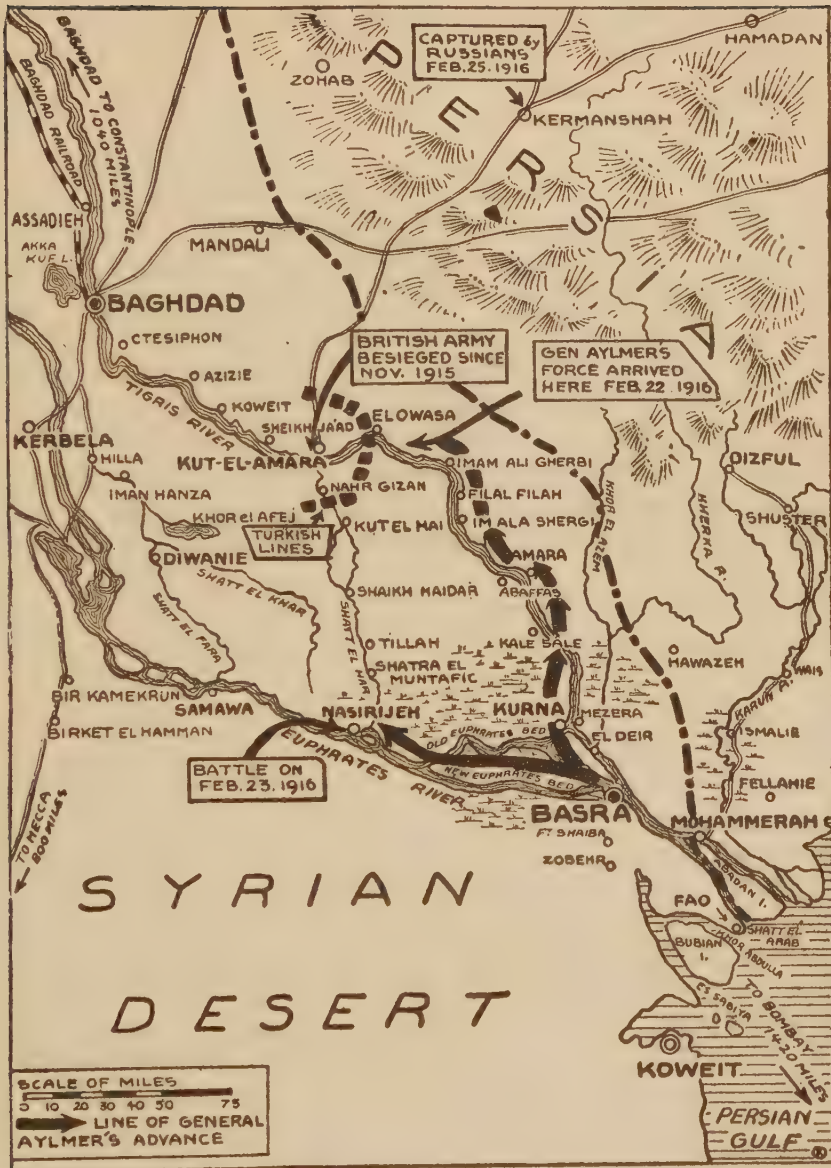 CAPTURED by
RUSSIANS
FEB. 25. 1916
HAMADAN
ZOHAB
KERMANSHAH
P E R S I A
BAGHDAD TO CONSTANTINOPLE
1040 MILES
BAGHDAD RAILROAD
ASSADIEH
AKKA
KUF L.
MANDALI
BAGHDAD
CTESIPHON
AZIZIE
KOWEIT
TIGRIS RIVER
BRITISH ARMY
BESIEGED SINCE
NOV. 1915
GEN AYLMER'S
FORCE ARRIVED
HERE FEB. 22. 1916
SHEIKH JA'AD
ELOWASA
KERBELA
HILLA
KUT-EL-AMARA
IMAM ALI GHERBI
DIZFUL
IMAN HANZA
NAHR GIZAN
FILAL FILAH
KHOR el AFEJ
TURKISH
LINES
KUT EL HAI
IM ALA SHERGI
KHOR EL AZEM
KHERKA R.
SHUSTER
DIWANIE
AMARA
SHATT EL KHAR
SHAIKH HAIDAR
ABAFFAS
SHATT EL FARA
SHATT EL HAI
TILLAH
KALE SALE
HAWAZEH
SHATRA EL
MUNTAFIC
WAIS
BIR KAMEKRUN
SAMAWA
NASIRIJEH
KURNA
MEZERA
KARUN R.
BIRKET EL HAMMAN
OLD EUPHRATES BED
EL DEIR
ISMALIE
BATTLE ON
FEB. 23. 1916
EUPHRATES RIVER
NEW EUPHRATES BED
FELLAHIE
BASRA
MOHAMMERAH
TO MECCA
800 MILES
FT SHAIBA
ZOBEHR
ABADAN I.
SYRIAN
DESERT
FAO
SHATT EL
ARAB
BUBIAN
I.
KHOR ABDULLA
ES SABIYA
TO BOMBAY
1420 MILES
KOWEIT
SCALE OF MILES
0 10 20 30 40 50 75
LINE OF GENERAL
AYLMER'S ADVANCE
PERSIAN
GULF